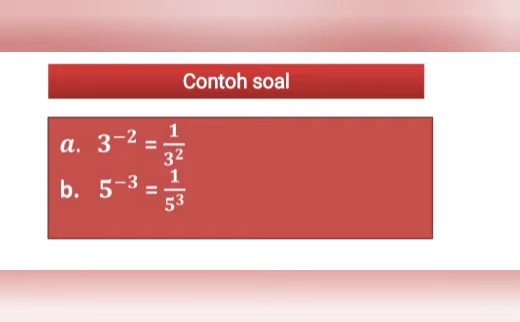 Contoh soal
a. 3⁻² = 1/3²
b. 5⁻³ = 1/5³